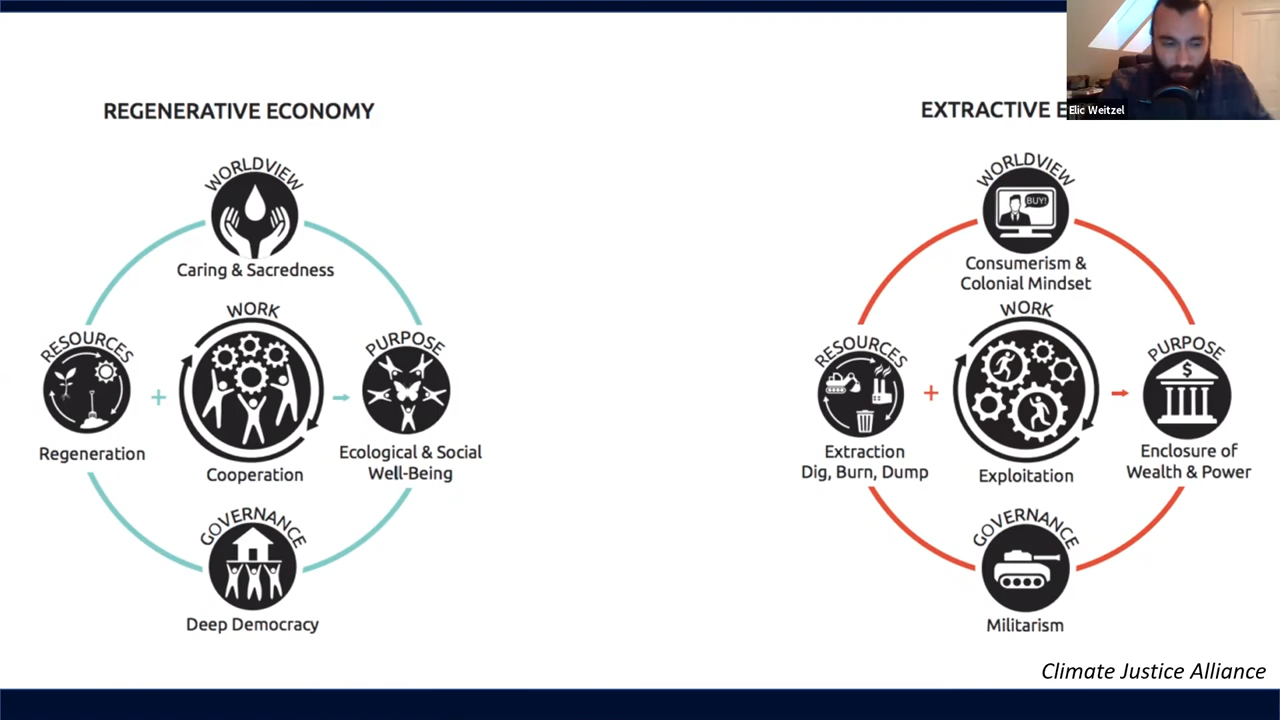 REGENERATIVE ECONOMY
WORLDVIEW
Caring & Sacredness
WORK
RESOURCES
PURPOSE
Regeneration
Cooperation
Ecological & Social
Well-Being
GOVERNANCE
Deep Democracy
EXTRACTIVE E
Elic Weitzel
WORLDVIEW
BUY!
Consumerism &
Colonial Mindset
WORK
RESOURCES
PURPOSE
$
Extraction
Dig, Burn, Dump
Exploitation
Enclosure of
Wealth & Power
GOVERNANCE
Militarism
Climate Justice Alliance